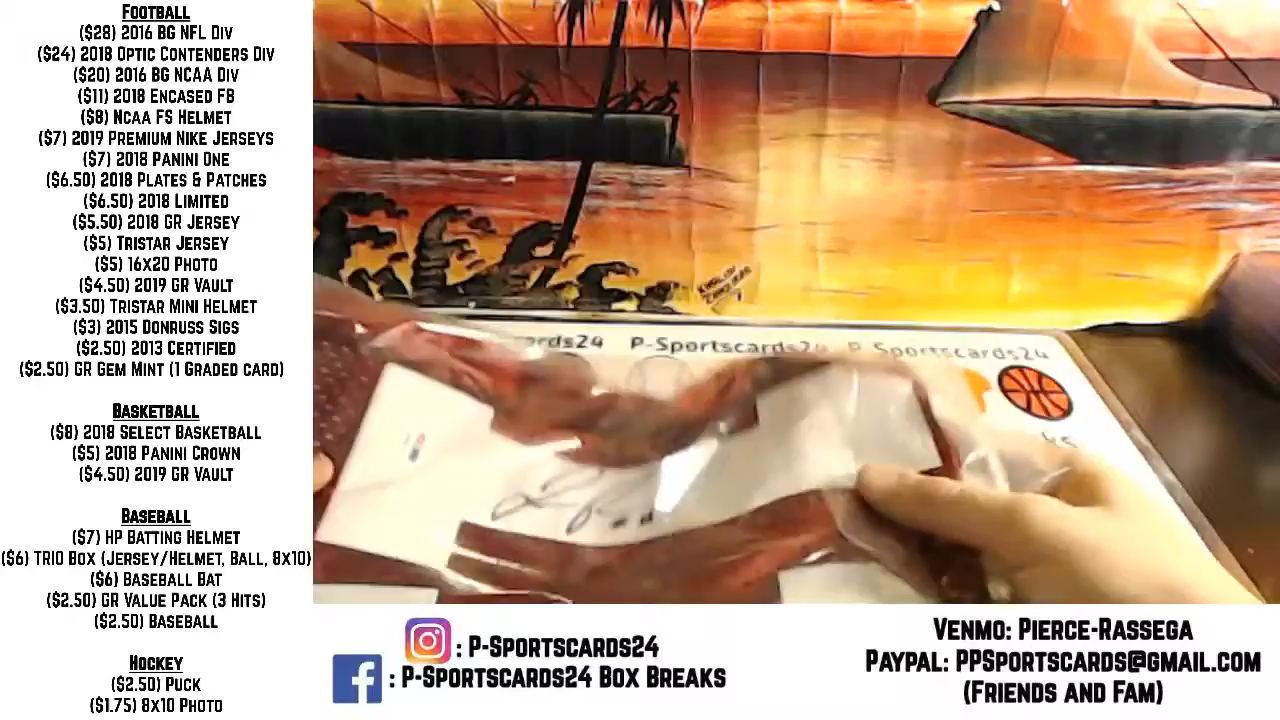 Football
($28) 2016 BG NFL Div
($24) 2018 Optic Contenders Div
($20) 2016 BG NCAA Div
($11) 2018 Encased FB
($8) NCAA FS Helmet
($7) 2019 Premium Nike Jerseys
($7) 2018 Panini One
($6.50) 2018 Plates & Patches
($6.50) 2018 Limited
($5.50) 2018 GR Jersey
($5) Tristar Jersey
($5) 16x20 Photo
($4.50) 2019 GR Vault
($3.50) Tristar Mini Helmet
($3) 2015 Donruss Sigs
($2.50) 2013 Certified
($2.50) GR Gem Mint (1 Graded card)
Basketball
($8) 2018 Select Basketball
($5) 2018 Panini Crown
($4.50) 2019 GR Vault
Baseball
($7) HP Batting Helmet
($6) TRIO Box (Jersey/Helmet, Ball, 8x10)
($6) Baseball Bat
($2.50) GR Value Pack (3 Hits)
($2.50) Baseball
Hockey
($2.50) Puck
($1.75) 8x10 Photo
ards24 P-Sportscards24 P Sportscards24
: P-Sportscards24
: P-Sportscards24 Box Breaks
Venmo: Pierce-Rassega
Paypal: PPSportscards@gmail.com
(Friends and Fam)